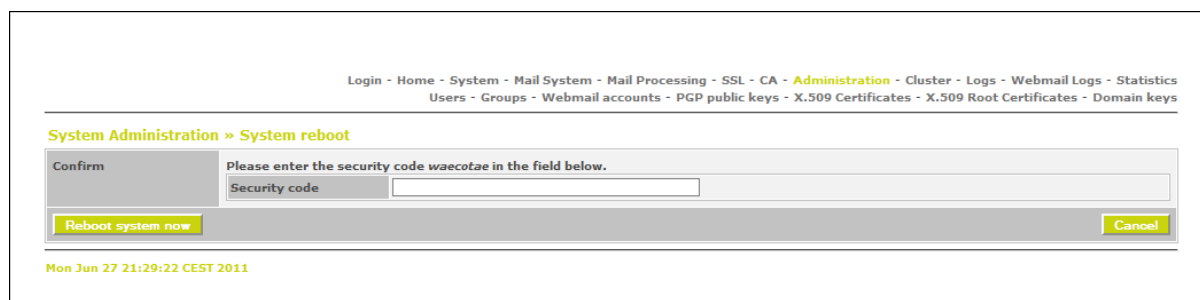 Login - Home - System - Mail System - Mail Processing - SSL - CA - Administration - Cluster - Logs - Webmail Logs - Statistics
Users - Groups - Webmail accounts - PGP public keys - X.509 Certificates - X.509 Root Certificates - Domain keys
System Administration » System reboot
Confirm Please enter the security code waecotae in the field below.
Security code
Reboot system now Cancel
Mon Jun 27 21:29:22 CEST 2011